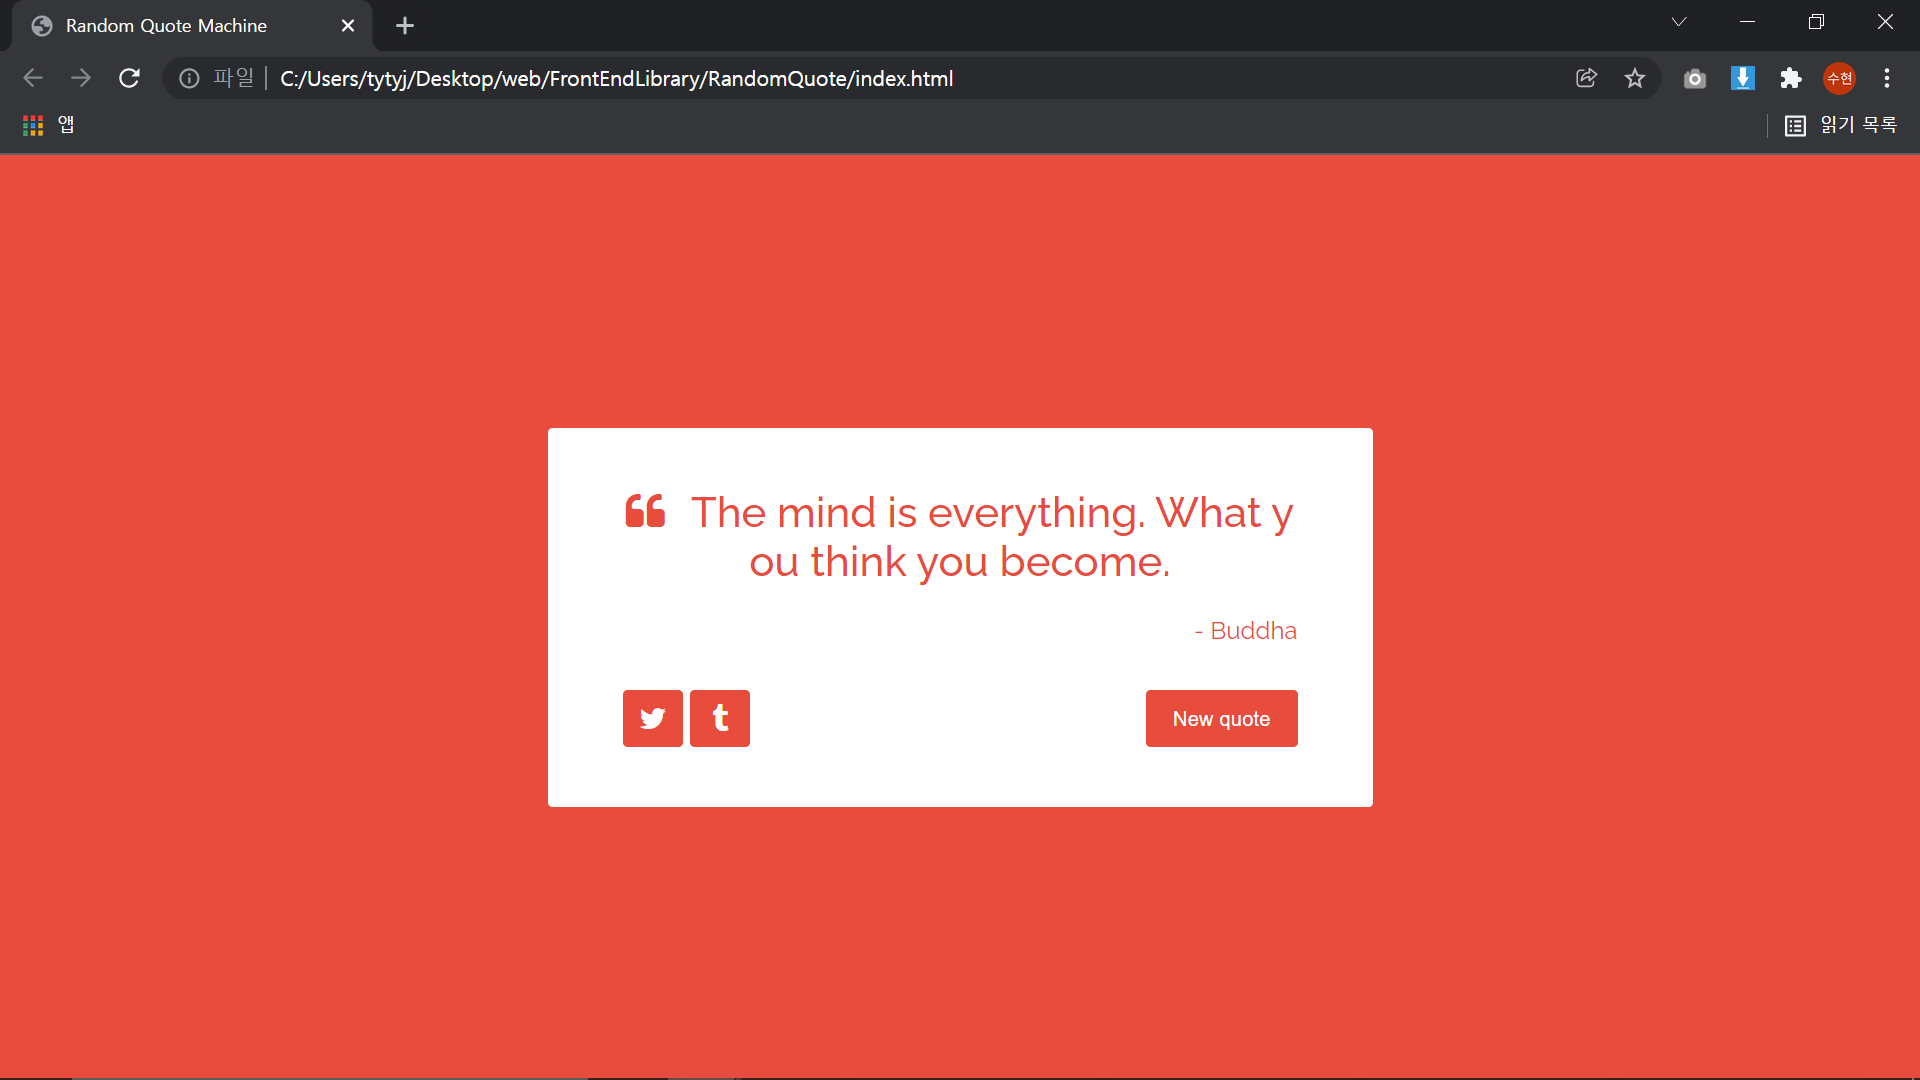 Random Quote Machine
파일 | C:/Users/tytyj/Desktop/web/FrontEndLibrary/RandomQuote/index.html
수현
앱
읽기 목록
❝ The mind is everything. What y
ou think you become.
- Buddha
t
New quote